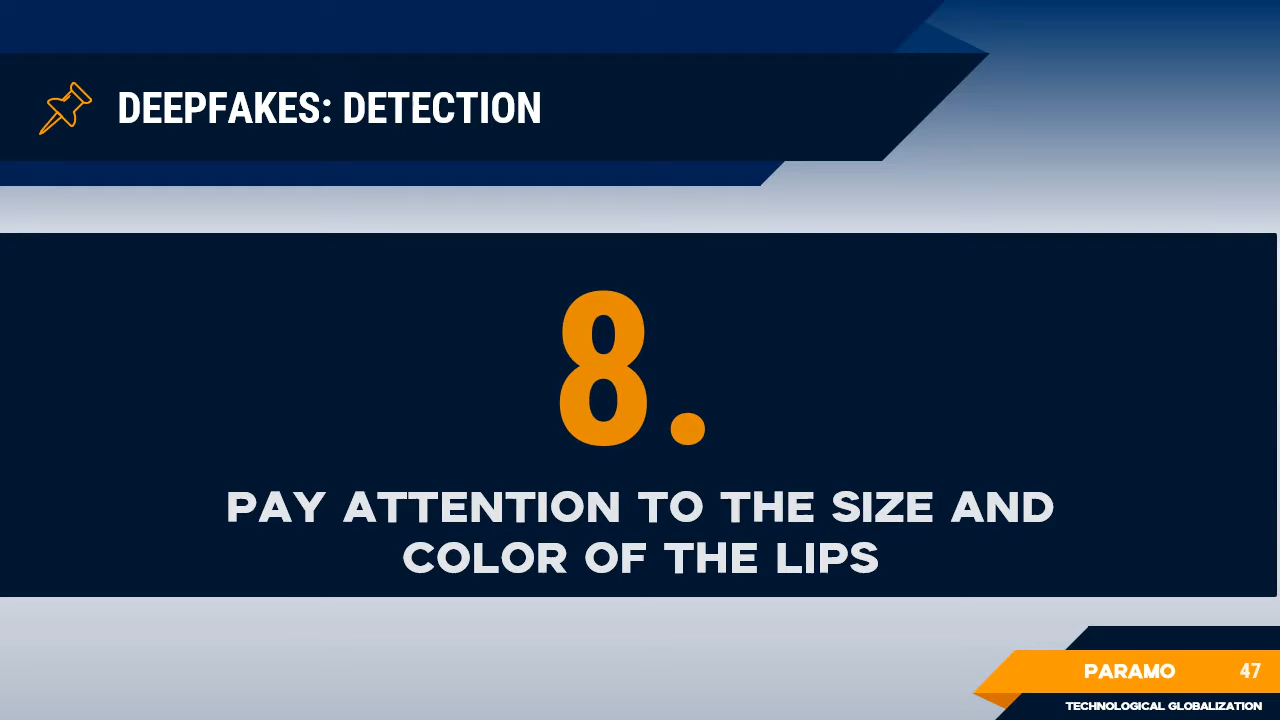 DEEPFAKES: DETECTION
8.
PAY ATTENTION TO THE SIZE AND
COLOR OF THE LIPS
PARAMO 47
TECHNOLOGICAL GLOBALIZATION